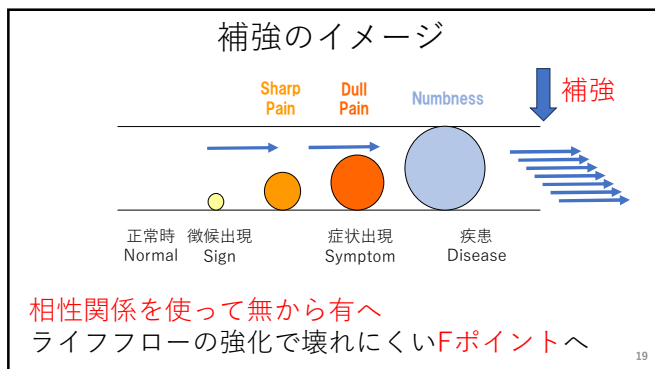 補強のイメージ
Sharp
Pain
Dull
Pain
Numbness
補強
正常時
Normal
徴候出現
Sign
症状出現
Symptom
疾患
Disease
相性関係を使って無から有へ
ライフフローの強化で壊れにくいFポイントへ
19